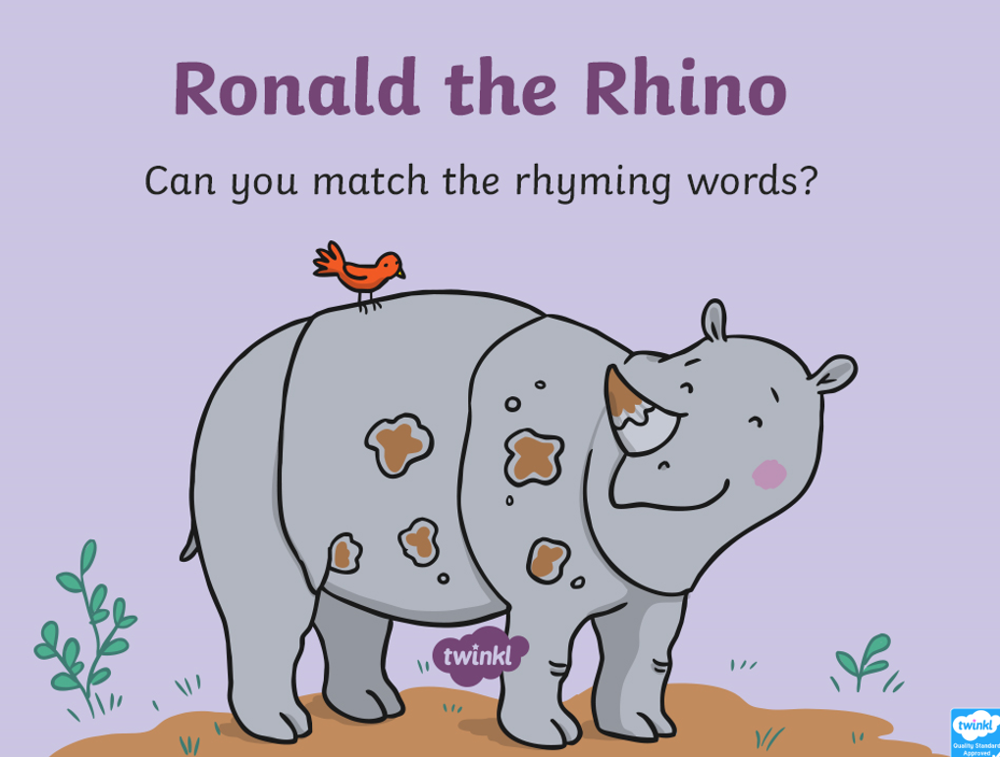 Ronald the Rhino
Can you match the rhyming words?
twinkl
twinkl
Quality Standard
Approved